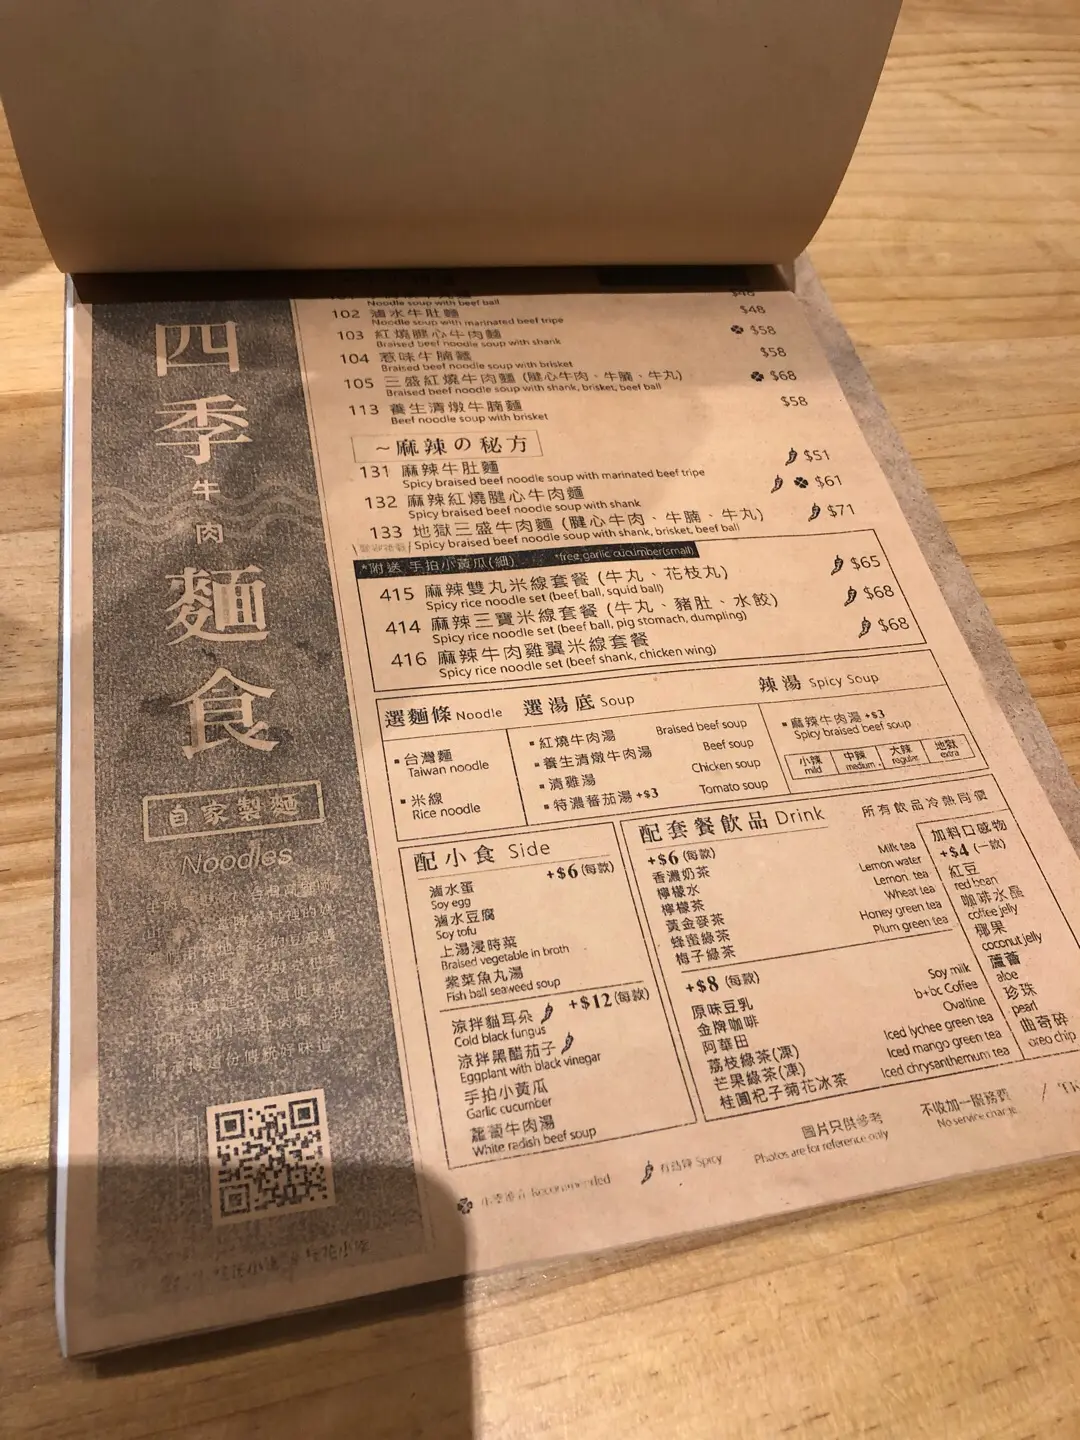 四季牛肉麵食
自家製麵
Noodles
Noodle soup with beef ball
$48
102 滷水牛肚麵 $48
Noodle soup with marinated beef tripe
103 紅燒腱心牛肉麵 $58
Braised beef noodle soup with shank
104 惹味牛腩麵 $58
Braised beef noodle soup with brisket
105 三盛紅燒牛肉麵 (腱心牛肉、牛腩、牛丸) $68
Braised beef noodle soup with shank, brisket, beef ball
113 養生清燉牛腩麵 $58
Beef noodle soup with brisket
~麻辣の秘方
131 麻辣牛肚麵 $51
Spicy braised beef noodle soup with marinated beef tripe
132 麻辣紅燒腱心牛肉麵 $61
Spicy braised beef noodle soup with shank
133 地獄三盛牛肉麵 (腱心牛肉、牛腩、牛丸) $71
Spicy braised beef noodle soup with shank, brisket, beef ball
*附送 手拍小黃瓜(細) *free garlic cucumber(small)
415 麻辣雙丸米線套餐 (牛丸、花枝丸) $65
Spicy rice noodle set (beef ball, squid ball)
414 麻辣三寶米線套餐 (牛丸、豬肚、水餃) $68
Spicy rice noodle set (beef ball, pig stomach, dumpling)
416 麻辣牛肉雞翼米線套餐 $68
Spicy rice noodle set (beef shank, chicken wing)
選麵條 Noodle
台灣麵
Taiwan noodle
米線
Rice noodle
選湯底 Soup
紅燒牛肉湯 Braised beef soup
養生清燉牛肉湯 Beef soup
清雞湯 Chicken soup
特濃蕃茄湯 +$3 Tomato soup
辣湯 Spicy Soup
麻辣牛肉湯 +$3
Spicy braised beef soup
小辣 中辣 大辣 地獄
mild medium regular extra
配小食 Side
+$6 (每款)
滷水蛋
Soy egg
滷水豆腐
Soy tofu
上湯浸時菜
Braised vegetable in broth
紫菜魚丸湯
Fish ball seaweed soup
+$12 (每款)
涼拌貓耳朵
Cold black fungus
涼拌黑醋茄子
Eggplant with black vinegar
手拍小黃瓜
Garlic cucumber
蘿蔔牛肉湯
White radish beef soup
配套餐飲品 Drink 所有飲品冷熱同價
+$6 (每款)
香濃奶茶 Milk tea
檸檬水 Lemon water
檸檬茶 Lemon tea
黃金麥茶 Wheat tea
蜂蜜綠茶 Honey green tea
梅子綠茶 Plum green tea
+$8 (每款)
原味豆乳 Soy milk
金牌咖啡 b+bc Coffee
阿華田 Ovaltine
荔枝綠茶(凍) Iced lychee green tea
芒果綠茶(凍) Iced mango green tea
桂圓杞子菊花冰茶 Iced chrysanthemum tea
加料口感物
+$4 (一款)
紅豆
red bean
咖啡水晶
coffee jelly
椰果
coconut jelly
蘆薈
aloe
珍珠
pearl
曲奇碎
oreo chip
Recommended
Spicy
圖片只供參考
Photos are for reference only
不收加一服務費
No service charge